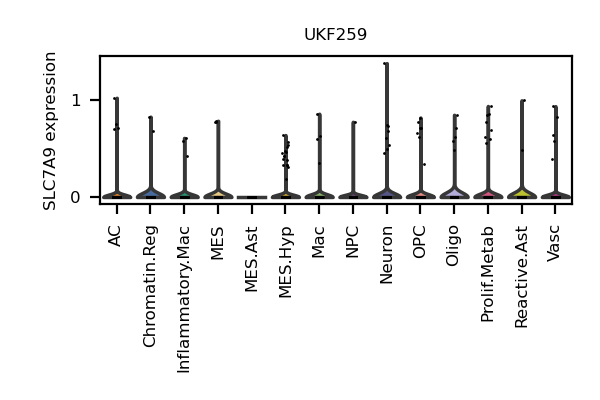 UKF259
SLC7A9 expression
1
0
AC
Chromatin.Reg
Inflammatory.Mac
MES
MES.Ast
MES.Hyp
Mac
NPC
Neuron
OPC
Oligo
Prolif.Metab
Reactive.Ast
Vasc